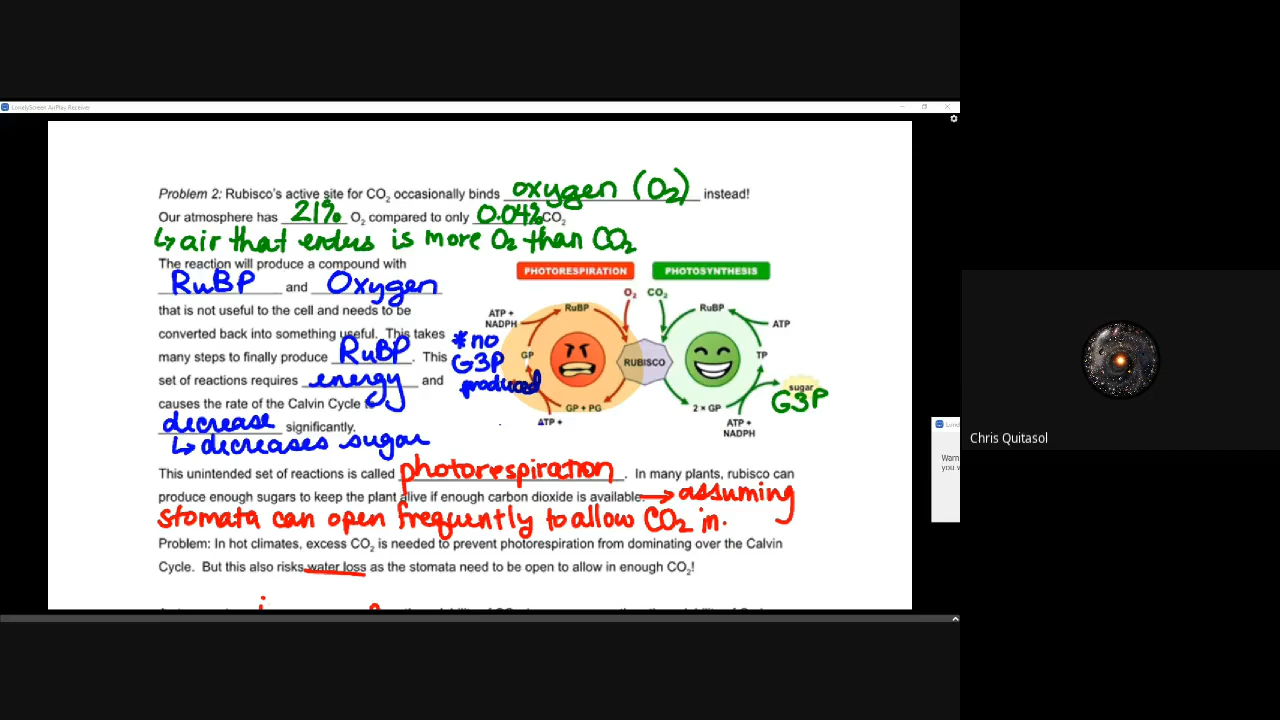 LonelyScreen AirPlay Receiver
Problem 2: Rubisco's active site for CO2 occasionally binds oxygen (O2) instead!
Our atmosphere has 21% O2 compared to only 0.04% CO2
↳ air that enters is more O2 than CO2
The reaction will produce a compound with
RuBP and Oxygen
that is not useful to the cell and needs to be
converted back into something useful. This takes
many steps to finally produce RuBP. This
set of reactions requires energy and
causes the rate of the Calvin Cycle to
decrease significantly.
↳ decreases sugar
*no
G3P
produced
PHOTORESPIRATION PHOTOSYNTHESIS
O2 CO2
RuBP RuBP
ATP +
NADPH
ATP
GP RUBISCO TP
sugar
G3P
GP + PG 2 × GP
ATP +
ATP +
NADPH
This unintended set of reactions is called photorespiration. In many plants, rubisco can
produce enough sugars to keep the plant alive if enough carbon dioxide is available. → assuming
stomata can open frequently to allow CO2 in.
Problem: In hot climates, excess CO2 is needed to prevent photorespiration from dominating over the Calvin
Cycle. But this also risks water loss as the stomata need to be open to allow in enough CO2!
Chris Quitasol